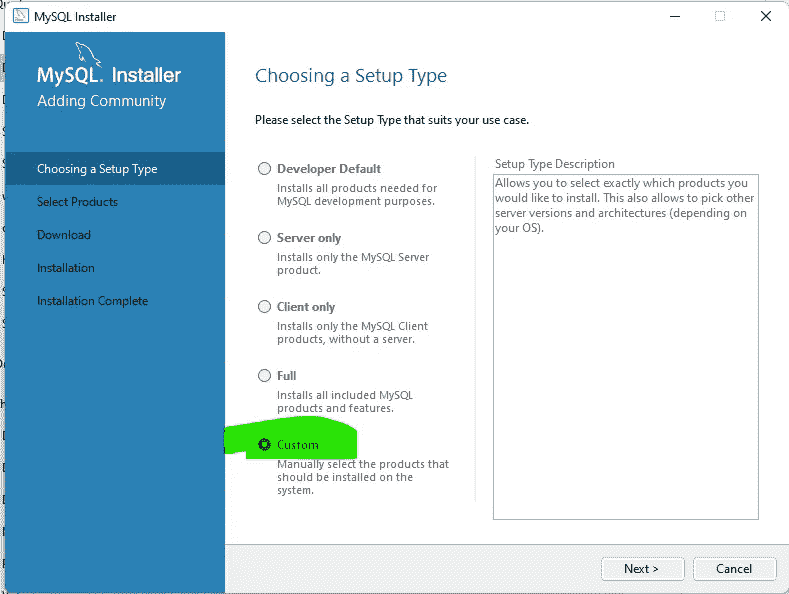 MySQL Installer
MySQL. Installer
Adding Community
Choosing a Setup Type
Select Products
Download
Installation
Installation Complete
Choosing a Setup Type
Please select the Setup Type that suits your use case.
Developer Default
Installs all products needed for
MySQL development purposes.
Server only
Installs only the MySQL Server
product.
Client only
Installs only the MySQL Client
products, without a server.
Full
Installs all included MySQL
products and features.
Custom
Manually select the products that
should be installed on the
system.
Setup Type Description
Allows you to select exactly which products you
would like to install. This also allows to pick other
server versions and architectures (depending on
your OS).
Next >
Cancel